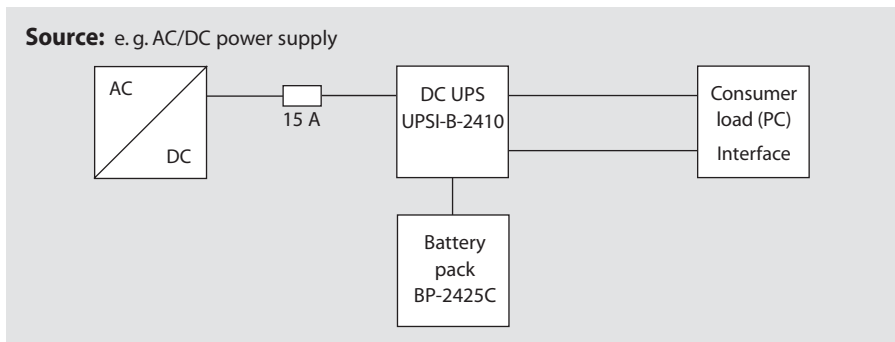 Source: e. g. AC/DC power supply
AC
DC
15 A
DC UPS
UPSI-B-2410
Consumer
load (PC)
Interface
Battery
pack
BP-2425C